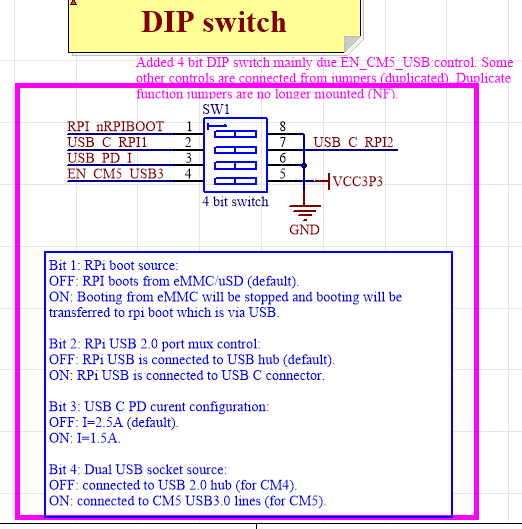 DIP switch
Added 4 bit DIP switch mainly due EN_CM5_USB control. Some
other controls are connected from jumpers (duplicated). Duplicate
function jumpers are no longer mounted (NF).
SW1
RPI_nRPIBOOT 1 8
USB_C_RPI1 2 7 USB_C_RPI2
USB_PD_I 3 6
EN_CM5_USB3 4 5 VCC3P3
4 bit switch
GND
Bit 1: RPi boot source:
OFF: RPI boots from eMMC/uSD (default).
ON: Booting from eMMC will be stopped and booting will be
transferred to rpi boot which is via USB.
Bit 2: RPi USB 2.0 port mux control:
OFF: RPi USB is connected to USB hub (default).
ON: RPi USB is connected to USB C connector.
Bit 3: USB C PD curent configuration:
OFF: I=2.5A (default).
ON: I=1.5A.
Bit 4: Dual USB socket source:
OFF: connected to USB 2.0 hub (for CM4).
ON: connected to CM5 USB3.0 lines (for CM5).